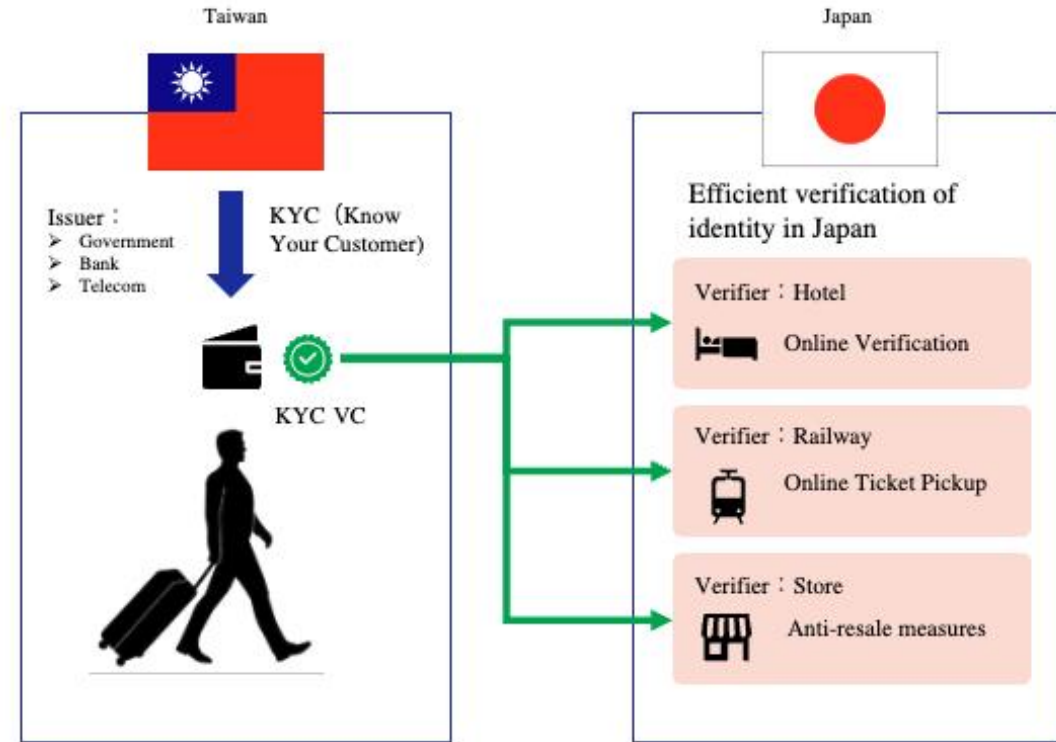 Taiwan
Japan
Issuer：
➢ Government
➢ Bank
➢ Telecom
KYC（Know
Your Customer)
KYC VC
Efficient verification of
identity in Japan
Verifier：Hotel
Online Verification
Verifier：Railway
Online Ticket Pickup
Verifier：Store
Anti-resale measures